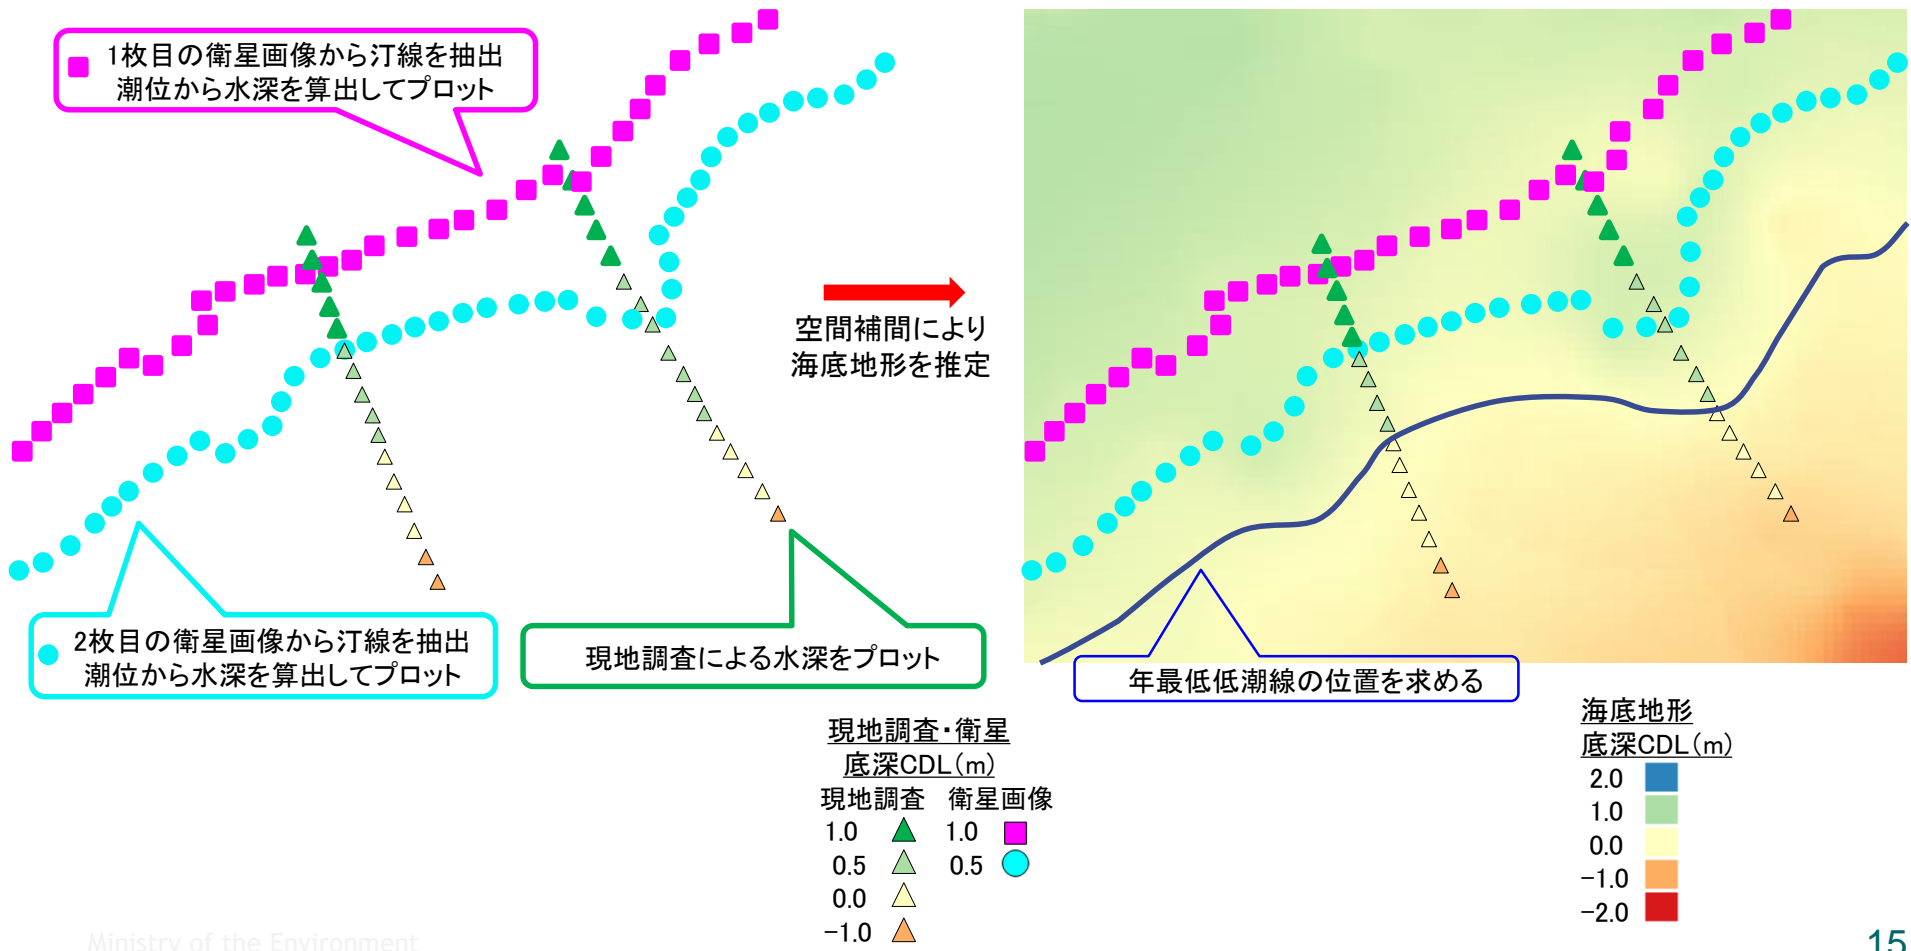 1枚目の衛星画像から汀線を抽出
潮位から水深を算出してプロット
空間補間により
海底地形を推定
2枚目の衛星画像から汀線を抽出
潮位から水深を算出してプロット
現地調査による水深をプロット
年最低低潮線の位置を求める
現地調査・衛星
底深CDL(m)
現地調査 衛星画像
1.0 1.0
0.5 0.5
0.0
-1.0
海底地形
底深CDL(m)
2.0
1.0
0.0
-1.0
-2.0
Ministry of the Environment
15